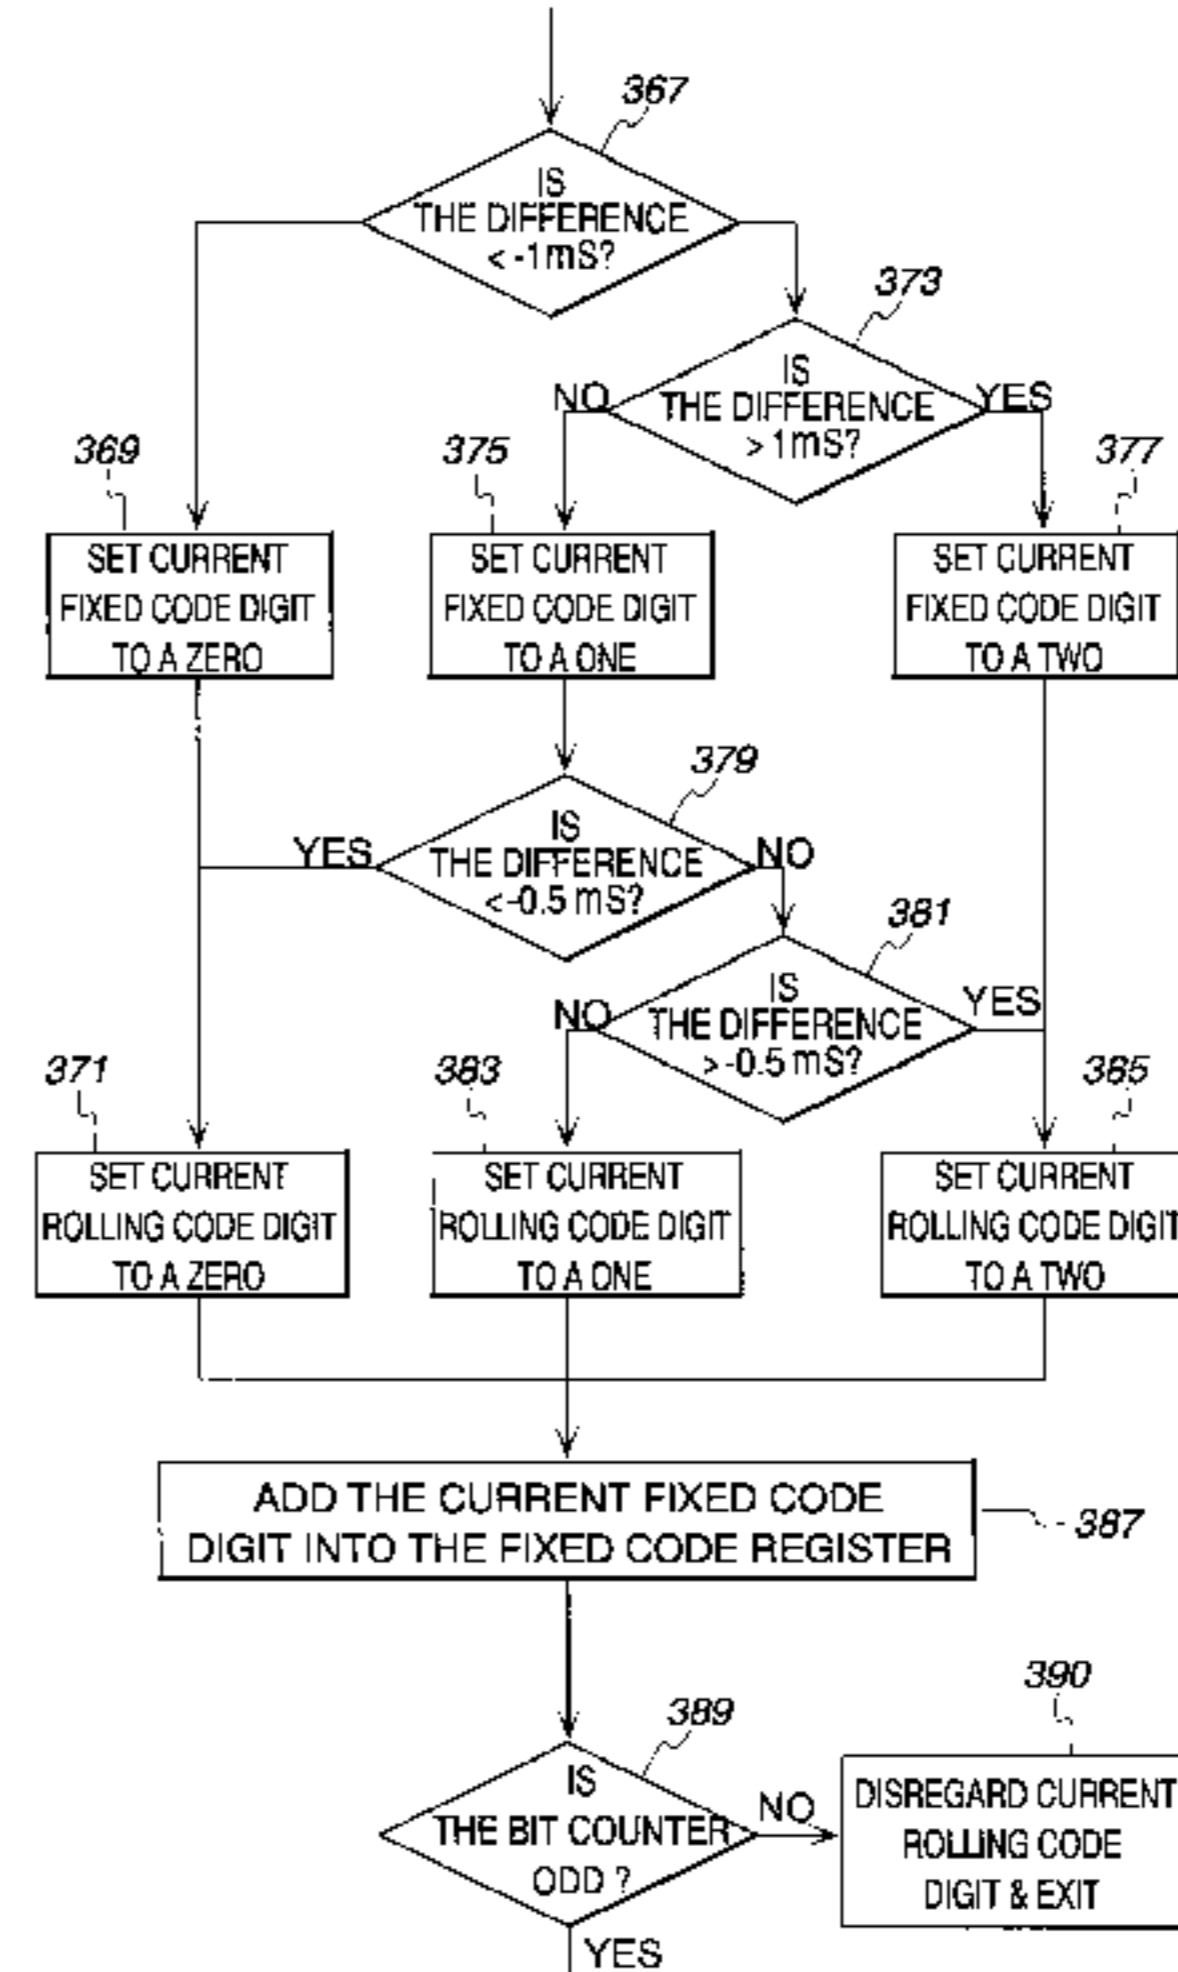 367
IS
THE DIFFERENCE
< -1mS?
373
IS
THE DIFFERENCE
> 1mS?
NO
YES
369
375
377
SET CURRENT
FIXED CODE DIGIT
TO A ZERO
SET CURRENT
FIXED CODE DIGIT
TO A ONE
SET CURRENT
FIXED CODE DIGIT
TO A TWO
379
IS
THE DIFFERENCE
<-0.5 mS?
YES
NO
381
IS
THE DIFFERENCE
>-0.5 mS?
NO
YES
371
383
385
SET CURRENT
ROLLING CODE DIGIT
TO A ZERO
SET CURRENT
ROLLING CODE DIGIT
TO A ONE
SET CURRENT
ROLLING CODE DIGIT
TO A TWO
ADD THE CURRENT FIXED CODE
DIGIT INTO THE FIXED CODE REGISTER
387
389
IS
THE BIT COUNTER
ODD ?
NO
390
DISREGARD CURRENT
ROLLING CODE
DIGIT & EXIT
YES